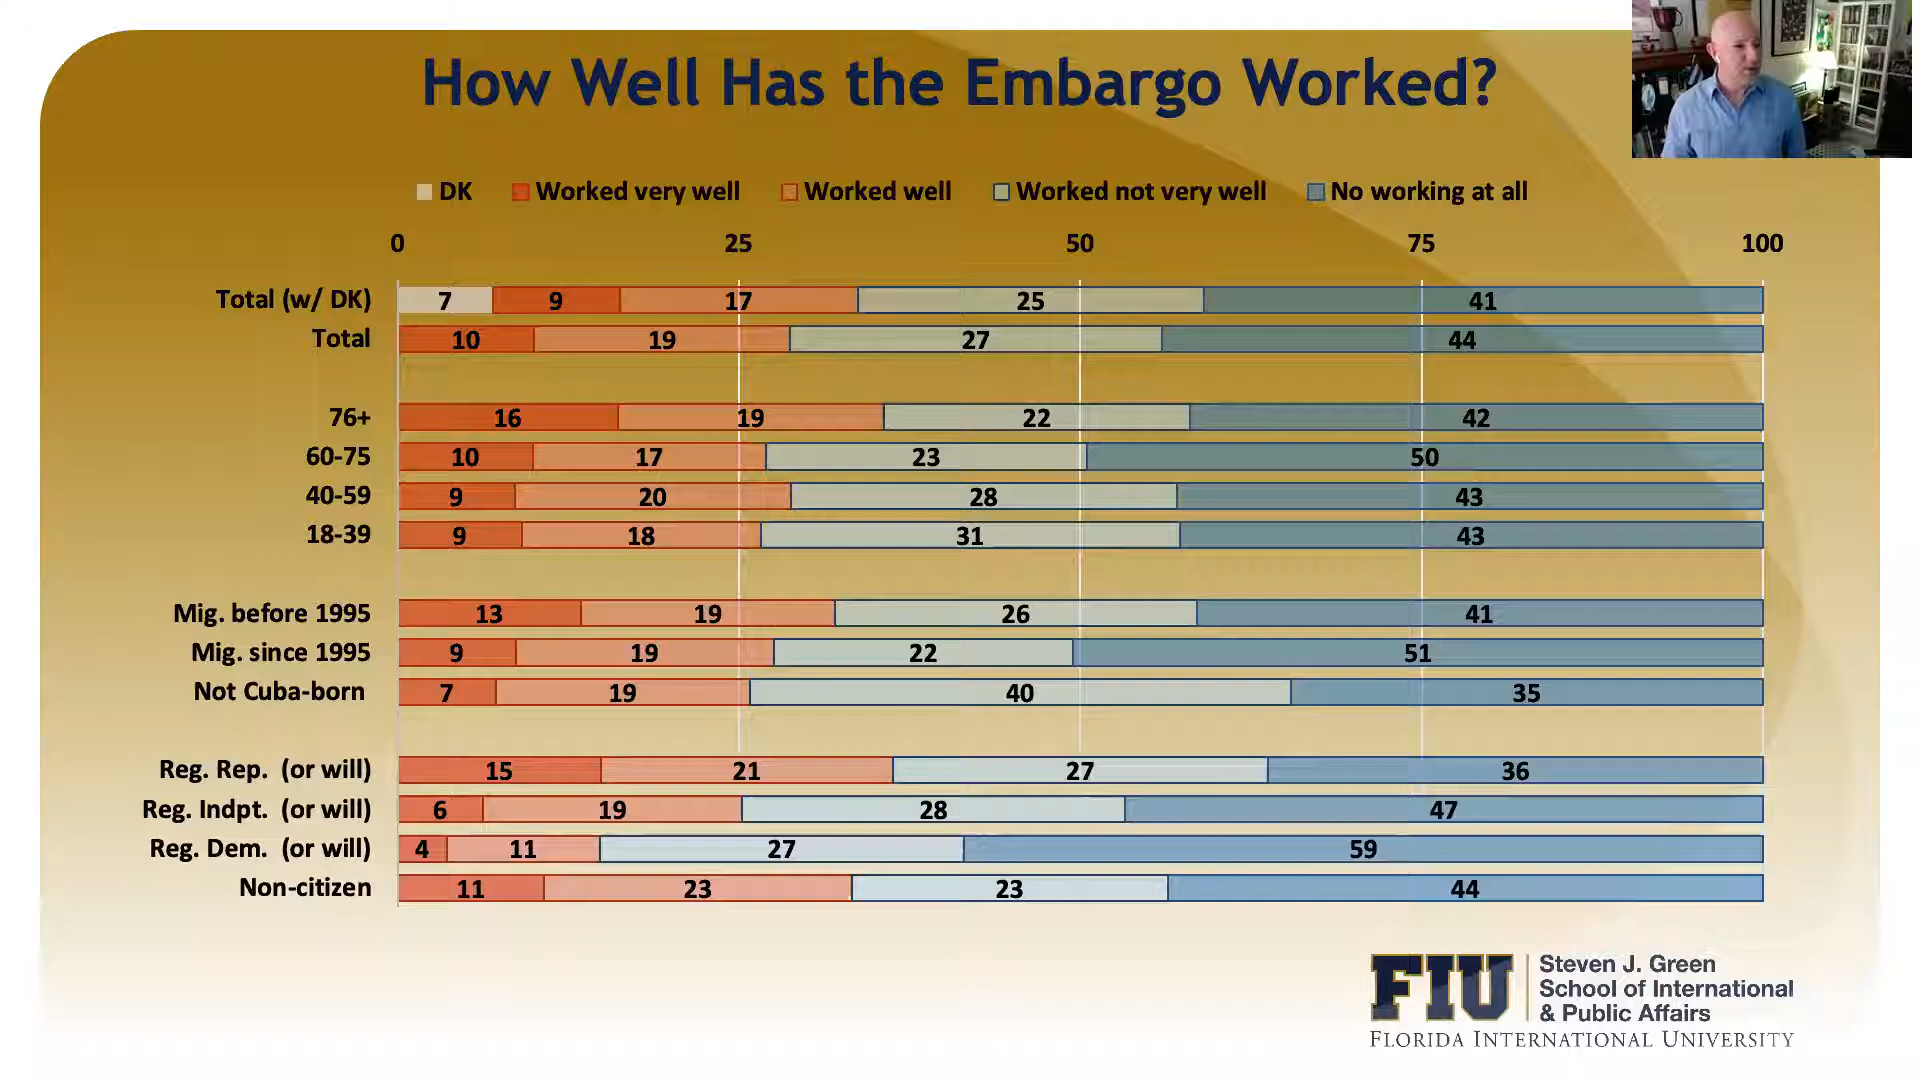 How Well Has the Embargo Worked?
DK Worked very well Worked well Worked not very well No working at all
0 25 50 75 100
Total (w/ DK) 7 9 17 25 41
Total 10 19 27 44
76+ 16 19 22 42
60-75 10 17 23 50
40-59 9 20 28 43
18-39 9 18 31 43
Mig. before 1995 13 19 26 41
Mig. since 1995 9 19 22 51
Not Cuba-born 7 19 40 35
Reg. Rep. (or will) 15 21 27 36
Reg. Indpt. (or will) 6 19 28 47
Reg. Dem. (or will) 4 11 27 59
Non-citizen 11 23 23 44
FIU
Steven J. Green
School of International
& Public Affairs
FLORIDA INTERNATIONAL UNIVERSITY